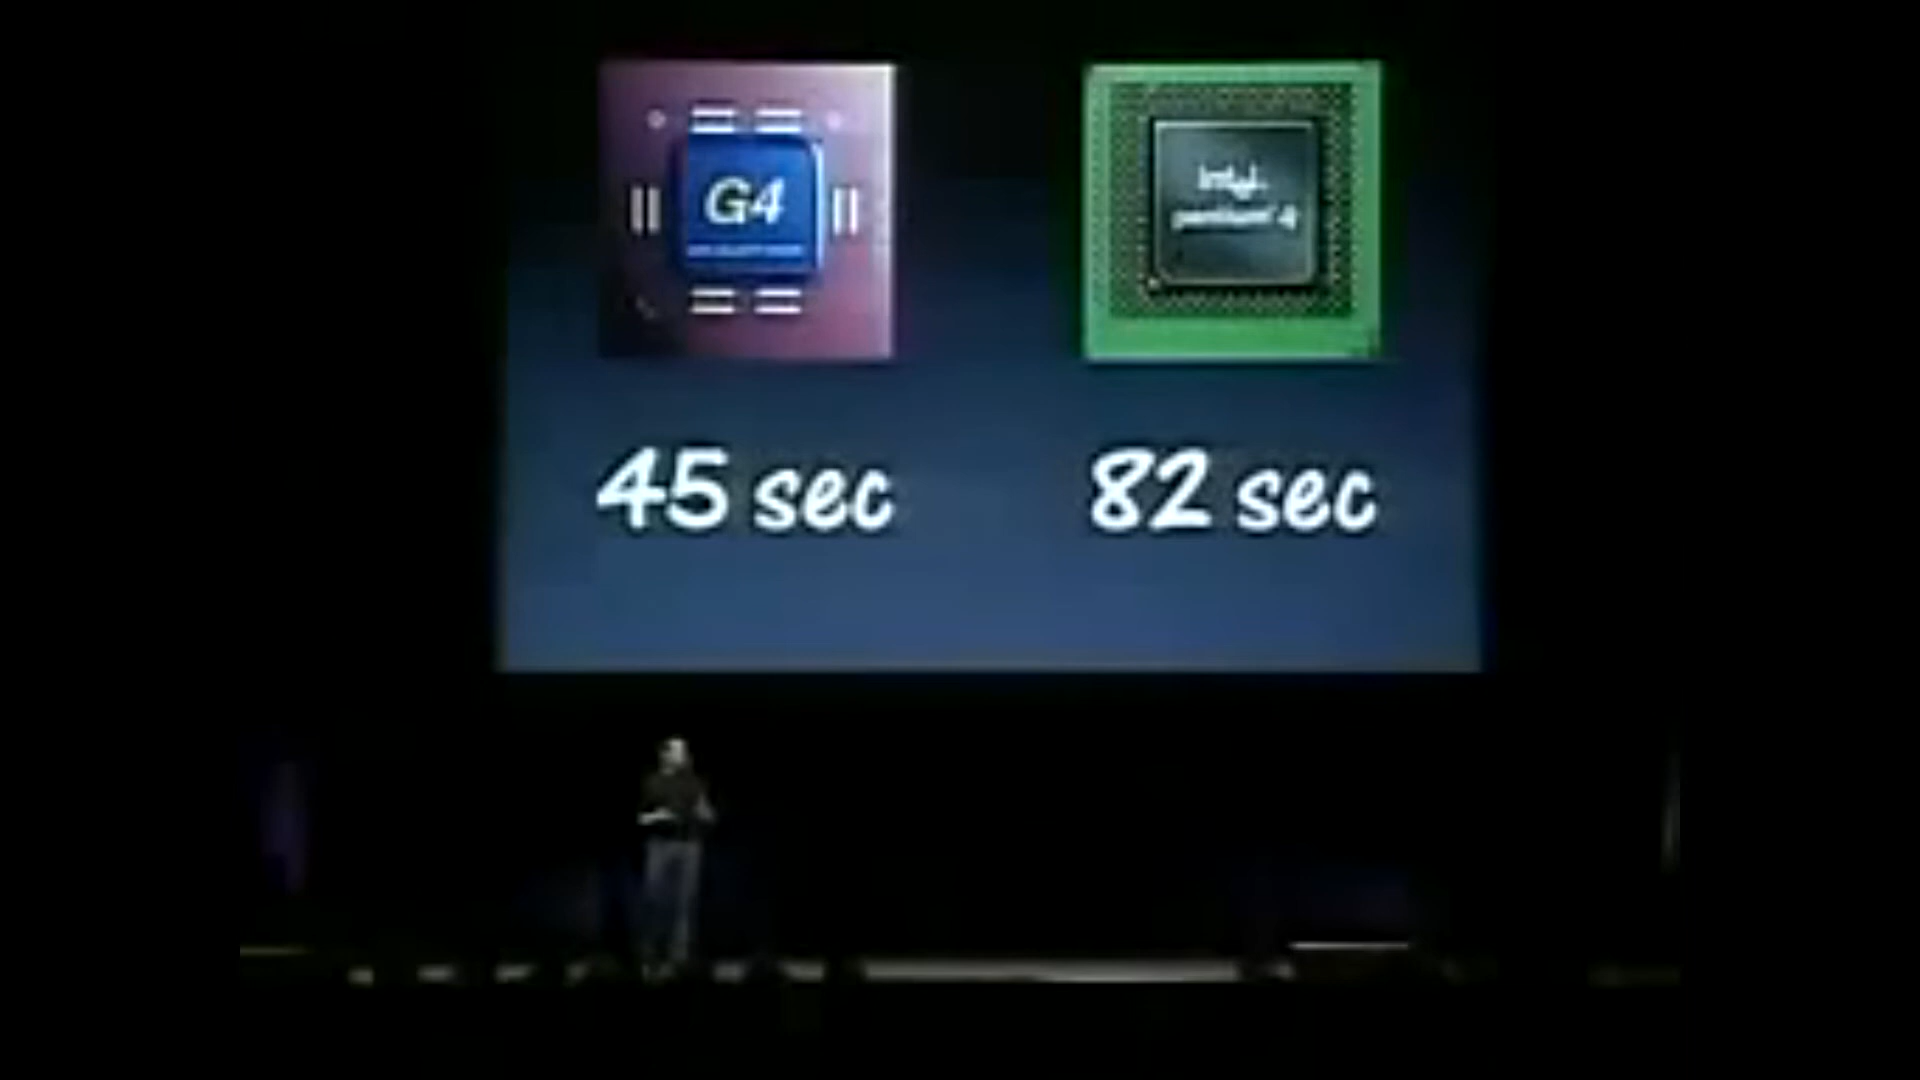 G4
intel
pentium 4
45 sec
82 sec